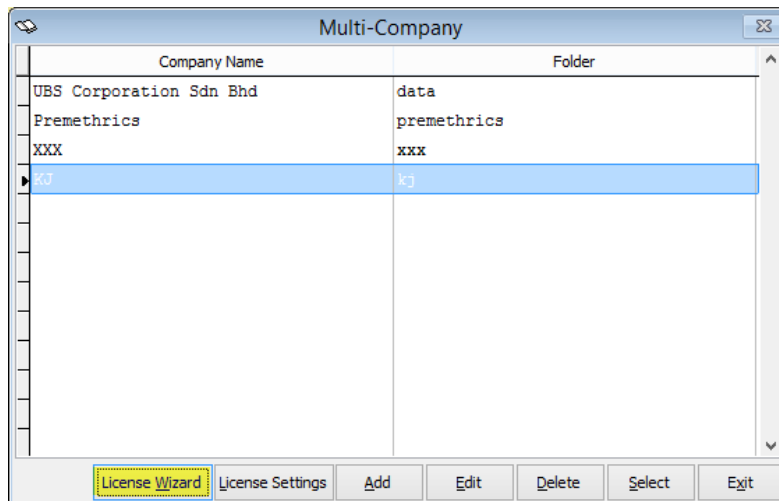 Multi-Company
Company Name Folder
UBS Corporation Sdn Bhd data
Premethrics premethrics
XXX xxx
KJ kj
License Wizard License Settings Add Edit Delete Select Exit